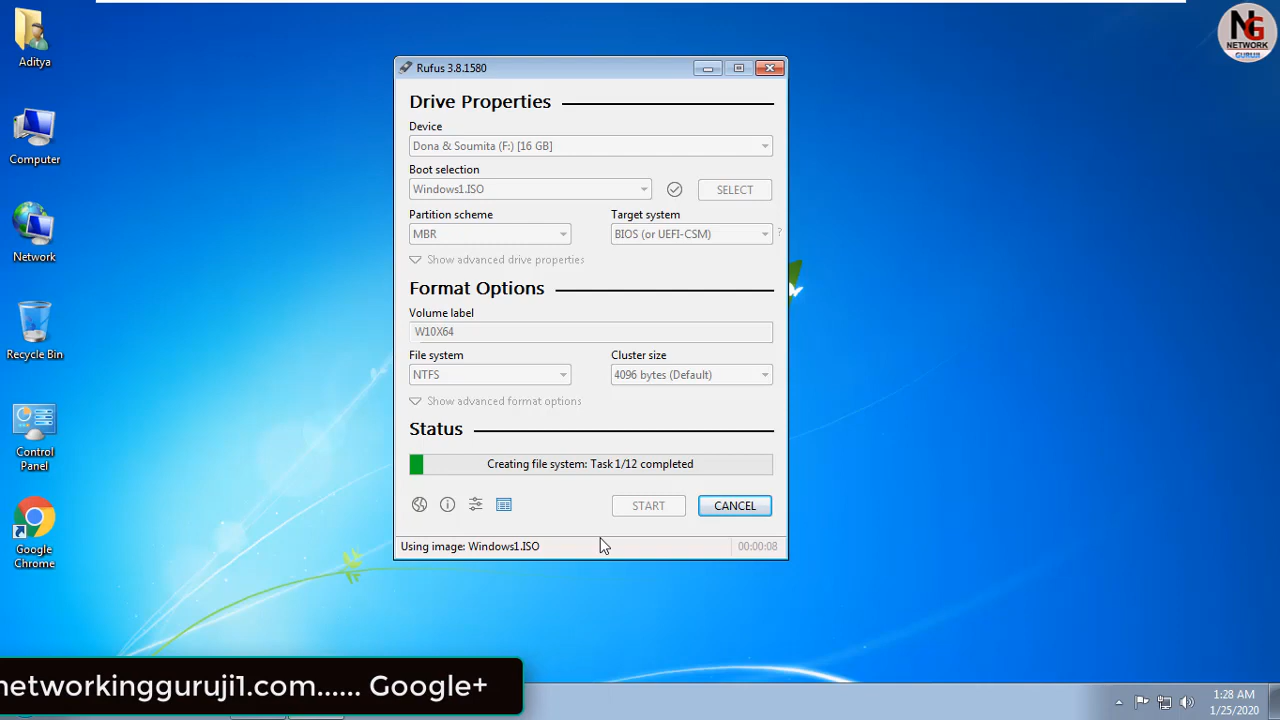 Aditya
Computer
Network
Recycle Bin
Control
Panel
Google
Chrome
Rufus 3.8.1580
Drive Properties
Device
Dona & Soumita (F:) [16 GB]
Boot selection
Windows1.ISO
SELECT
Partition scheme
Target system
MBR
BIOS (or UEFI-CSM)
?
Show advanced drive properties
Format Options
Volume label
W10X64
File system
Cluster size
NTFS
4096 bytes (Default)
Show advanced format options
Status
Creating file system: Task 1/12 completed
START
CANCEL
Using image: Windows1.ISO
00:00:08
NG
NETWORK
GURUJI
networkingguruji1.com...... Google+
1:28 AM
1/25/2020